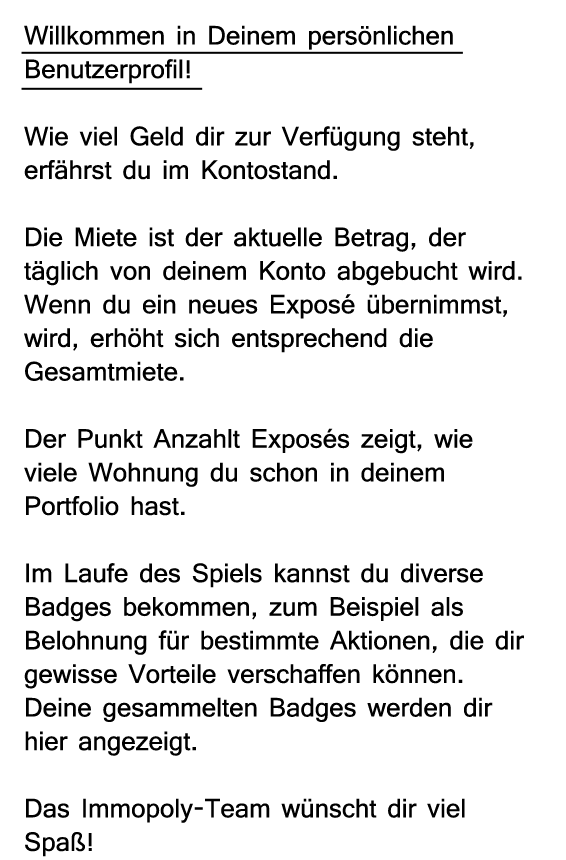 Willkommen in Deinem persönlichen
Benutzerprofil!
Wie viel Geld dir zur Verfügung steht,
erfährst du im Kontostand.
Die Miete ist der aktuelle Betrag, der
täglich von deinem Konto abgebucht wird.
Wenn du ein neues Exposé übernimmst,
wird, erhöht sich entsprechend die
Gesamtmiete.
Der Punkt Anzahlt Exposés zeigt, wie
viele Wohnung du schon in deinem
Portfolio hast.
Im Laufe des Spiels kannst du diverse
Badges bekommen, zum Beispiel als
Belohnung für bestimmte Aktionen, die dir
gewisse Vorteile verschaffen können.
Deine gesammelten Badges werden dir
hier angezeigt.
Das Immopoly-Team wünscht dir viel
Spaß!